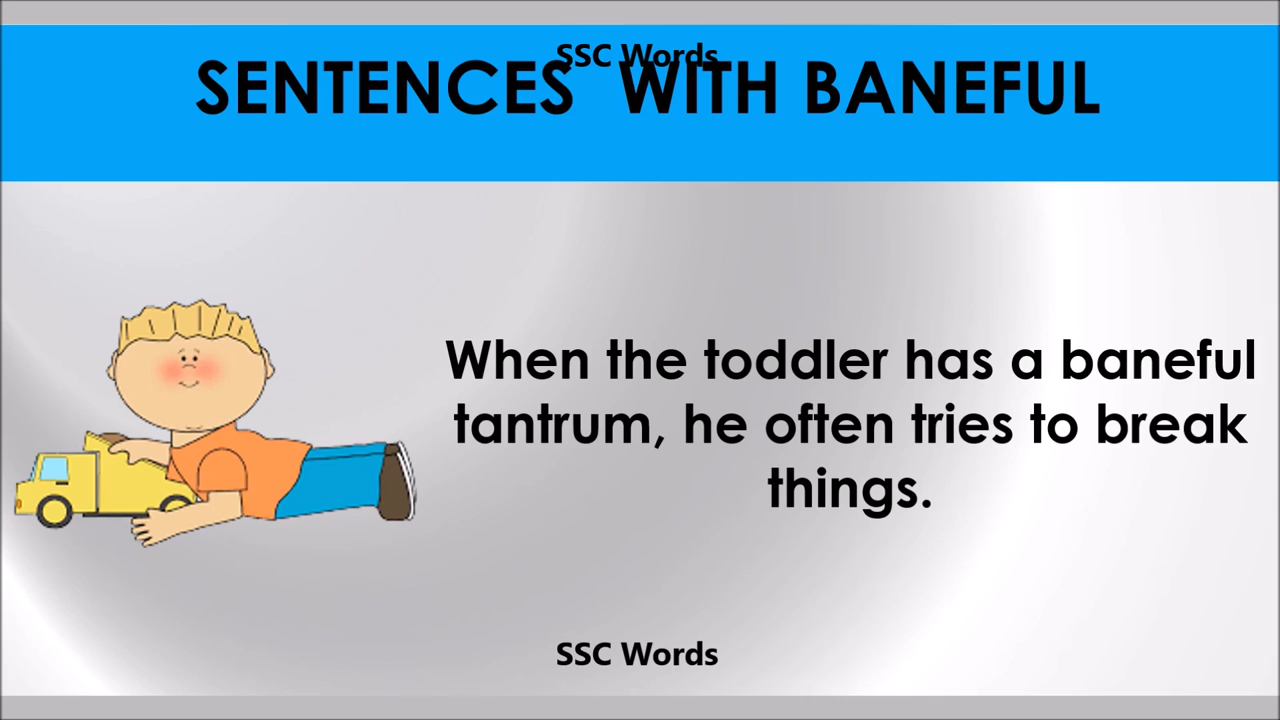 SSC Words
SENTENCES WITH BANEFUL
When the toddler has a baneful
tantrum, he often tries to break
things.
SSC Words